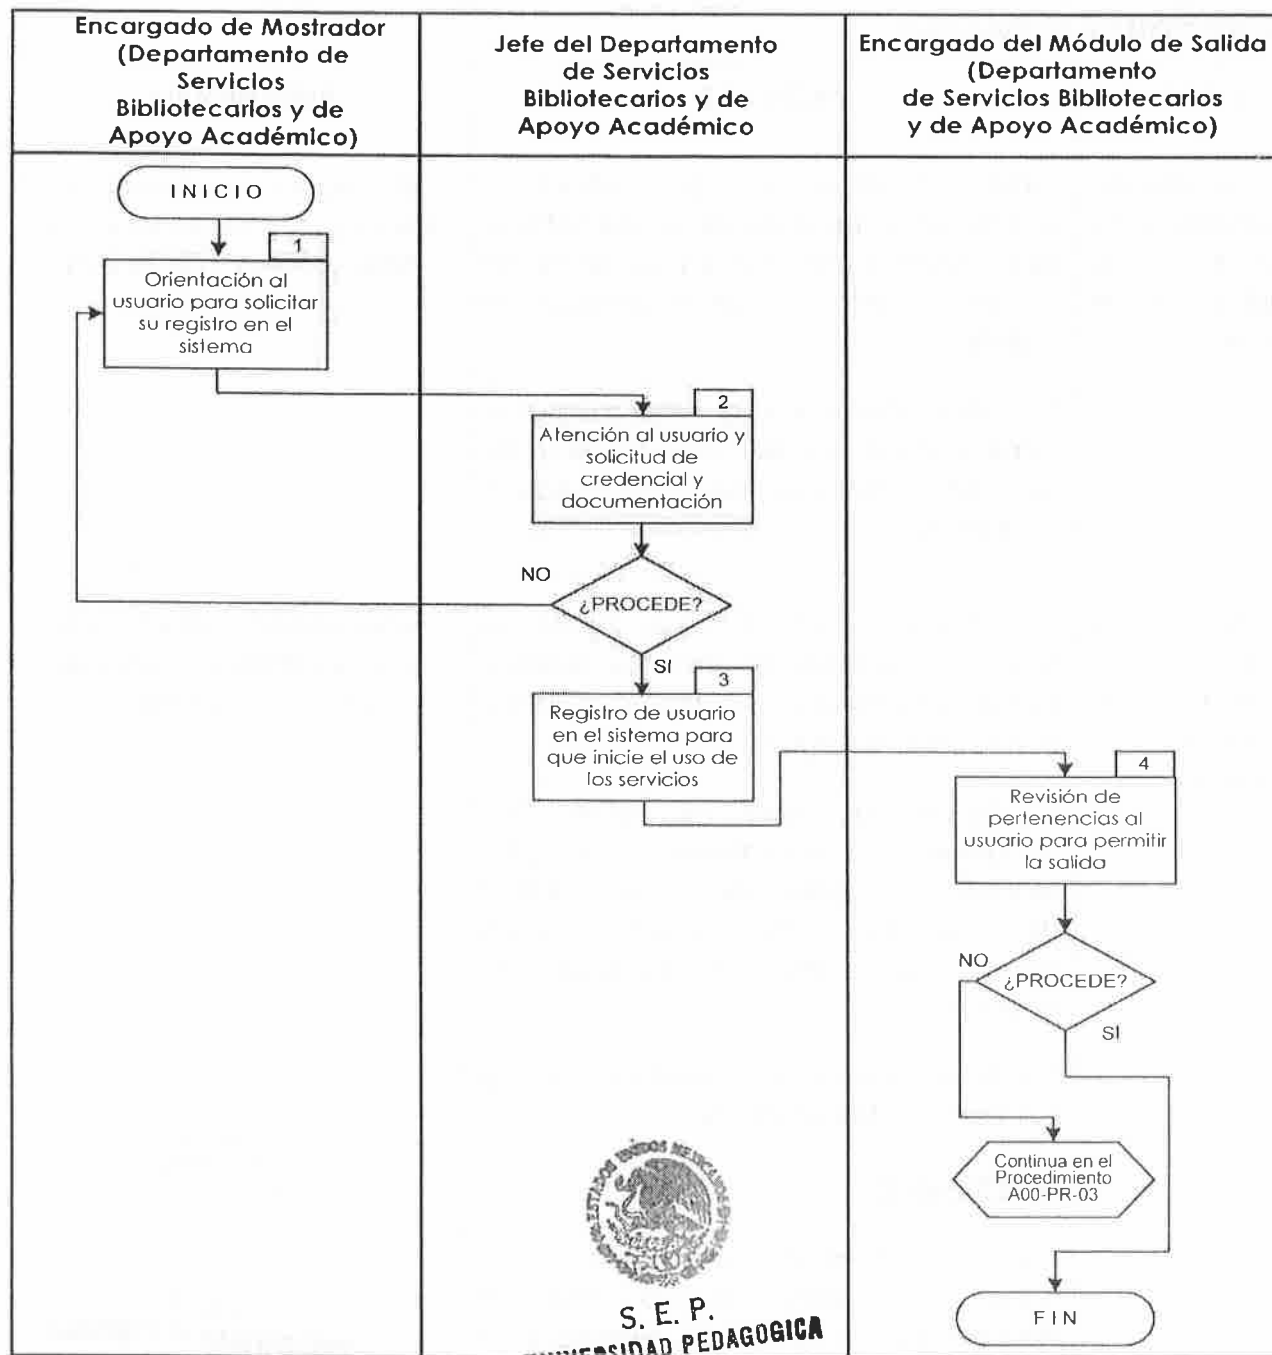 Encargado de Mostrador
(Departamento de
Servicios
Bibliotecarios y de
Apoyo Académico)
Jefe del Departamento
de Servicios
Bibliotecarios y de
Apoyo Académico
Encargado del Módulo de Salida
(Departamento
de Servicios Bibliotecarios
y de Apoyo Académico)
INICIO
1
Orientación al
usuario para solicitar
su registro en el
sistema
2
Atención al usuario y
solicitud de
credencial y
documentación
NO
¿PROCEDE?
SI
3
Registro de usuario
en el sistema para
que inicie el uso de
los servicios
4
Revisión de
pertenencias al
usuario para permitir
la salida
NO
¿PROCEDE?
SI
Continua en el
Procedimiento
A00-PR-03
FIN
ESTADOS UNIDOS MEXICANOS
S. E. P.
UNIVERSIDAD PEDAGOGICA